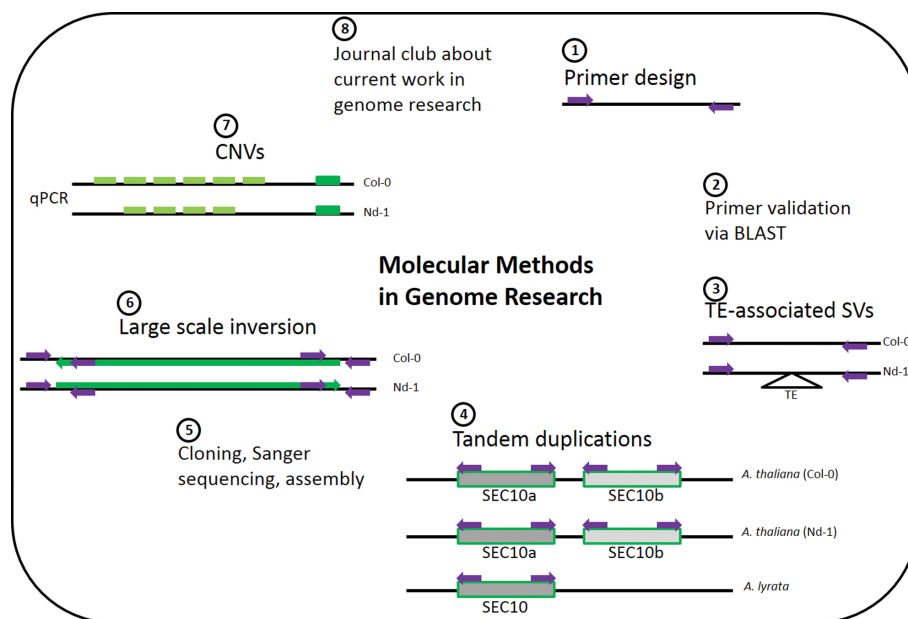 8
Journal club about
current work in
genome research
1
Primer design
7
CNVs
qPCR
Col-0
Nd-1
2
Primer validation
via BLAST
Molecular Methods
in Genome Research
3
TE-associated SVs
Col-0
Nd-1
TE
6
Large scale inversion
Col-0
Nd-1
5
Cloning, Sanger
sequencing, assembly
4
Tandem duplications
A. thaliana (Col-0)
SEC10a SEC10b
A. thaliana (Nd-1)
SEC10a SEC10b
A. lyrata
SEC10